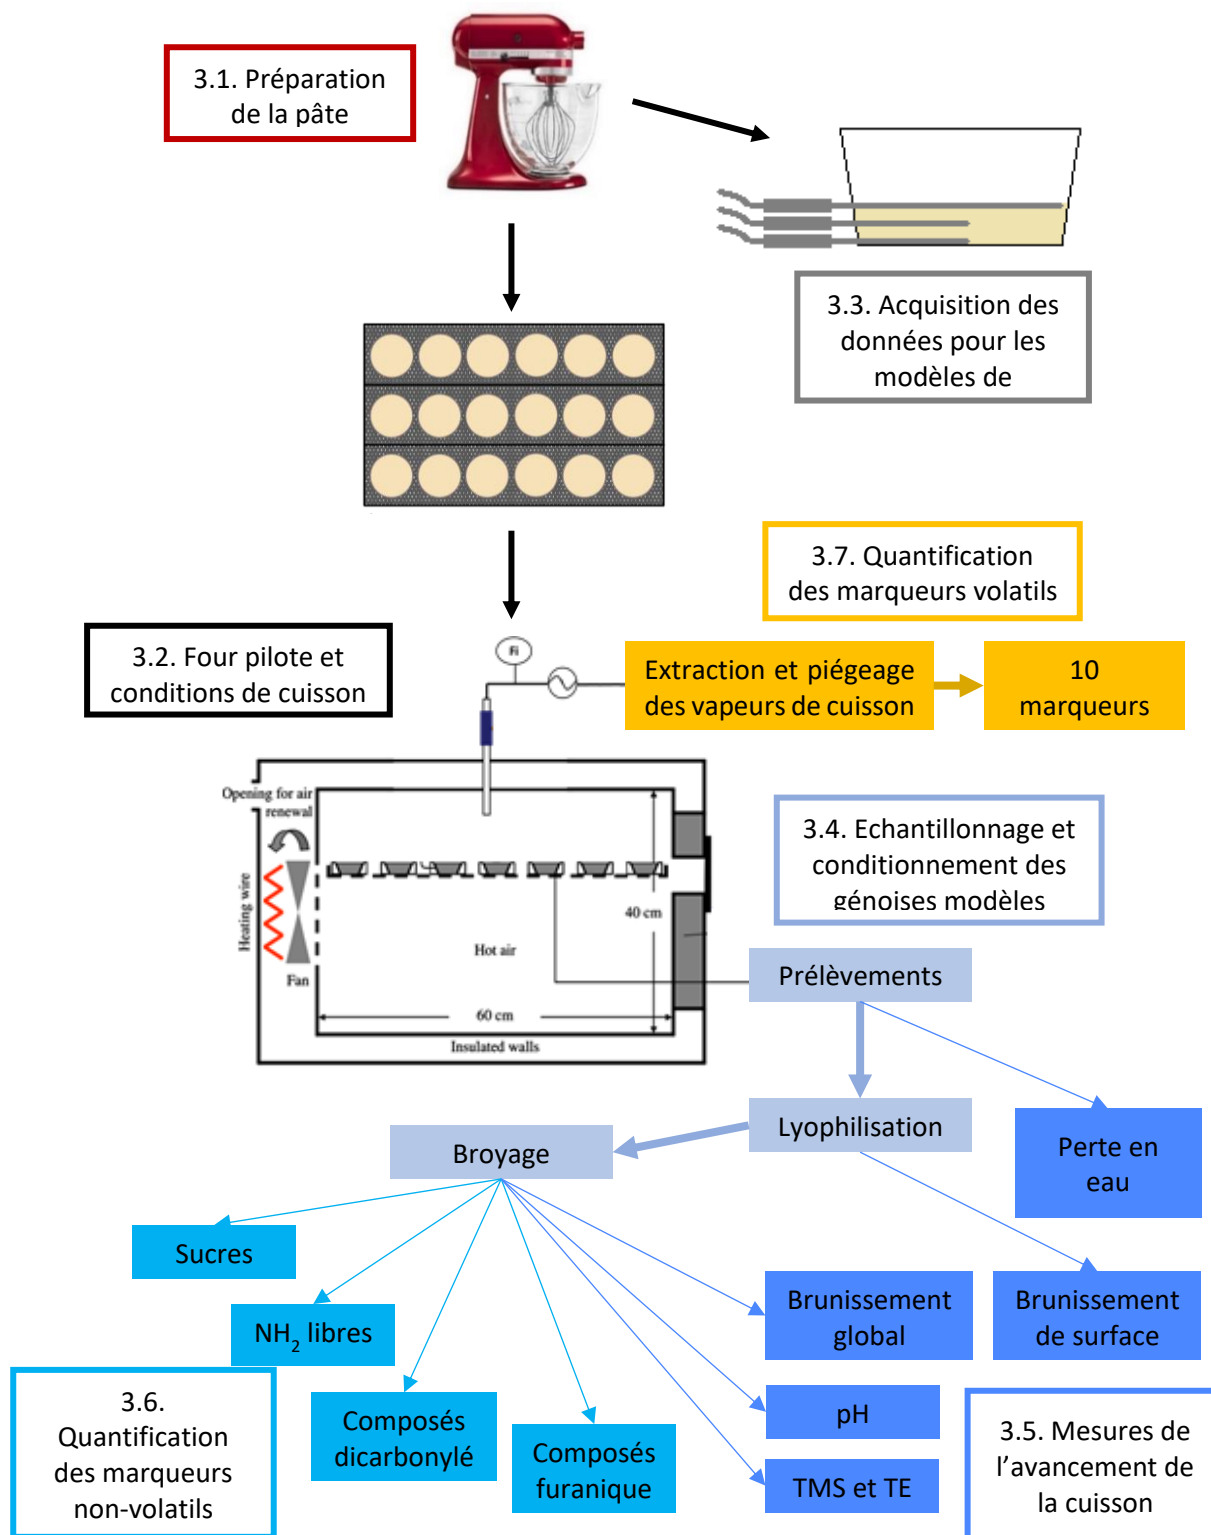 3.1. Préparation
de la pâte
3.3. Acquisition des
données pour les
modèles de
3.7. Quantification
des marqueurs volatils
3.2. Four pilote et
conditions de cuisson
Fi
Extraction et piégeage
des vapeurs de cuisson
10
marqueurs
Opening for air
renewal
Heating wire
Fan
Hot air
40 cm
60 cm
Insulated walls
3.4. Echantillonnage et
conditionnement des
génoises modèles
Prélèvements
Lyophilisation
Broyage
Perte en
eau
Sucres
NH2 libres
Composés
dicarbonylé
Composés
furanique
Brunissement
global
Brunissement
de surface
pH
TMS et TE
3.6.
Quantification
des marqueurs
non-volatils
3.5. Mesures de
l’avancement de
la cuisson